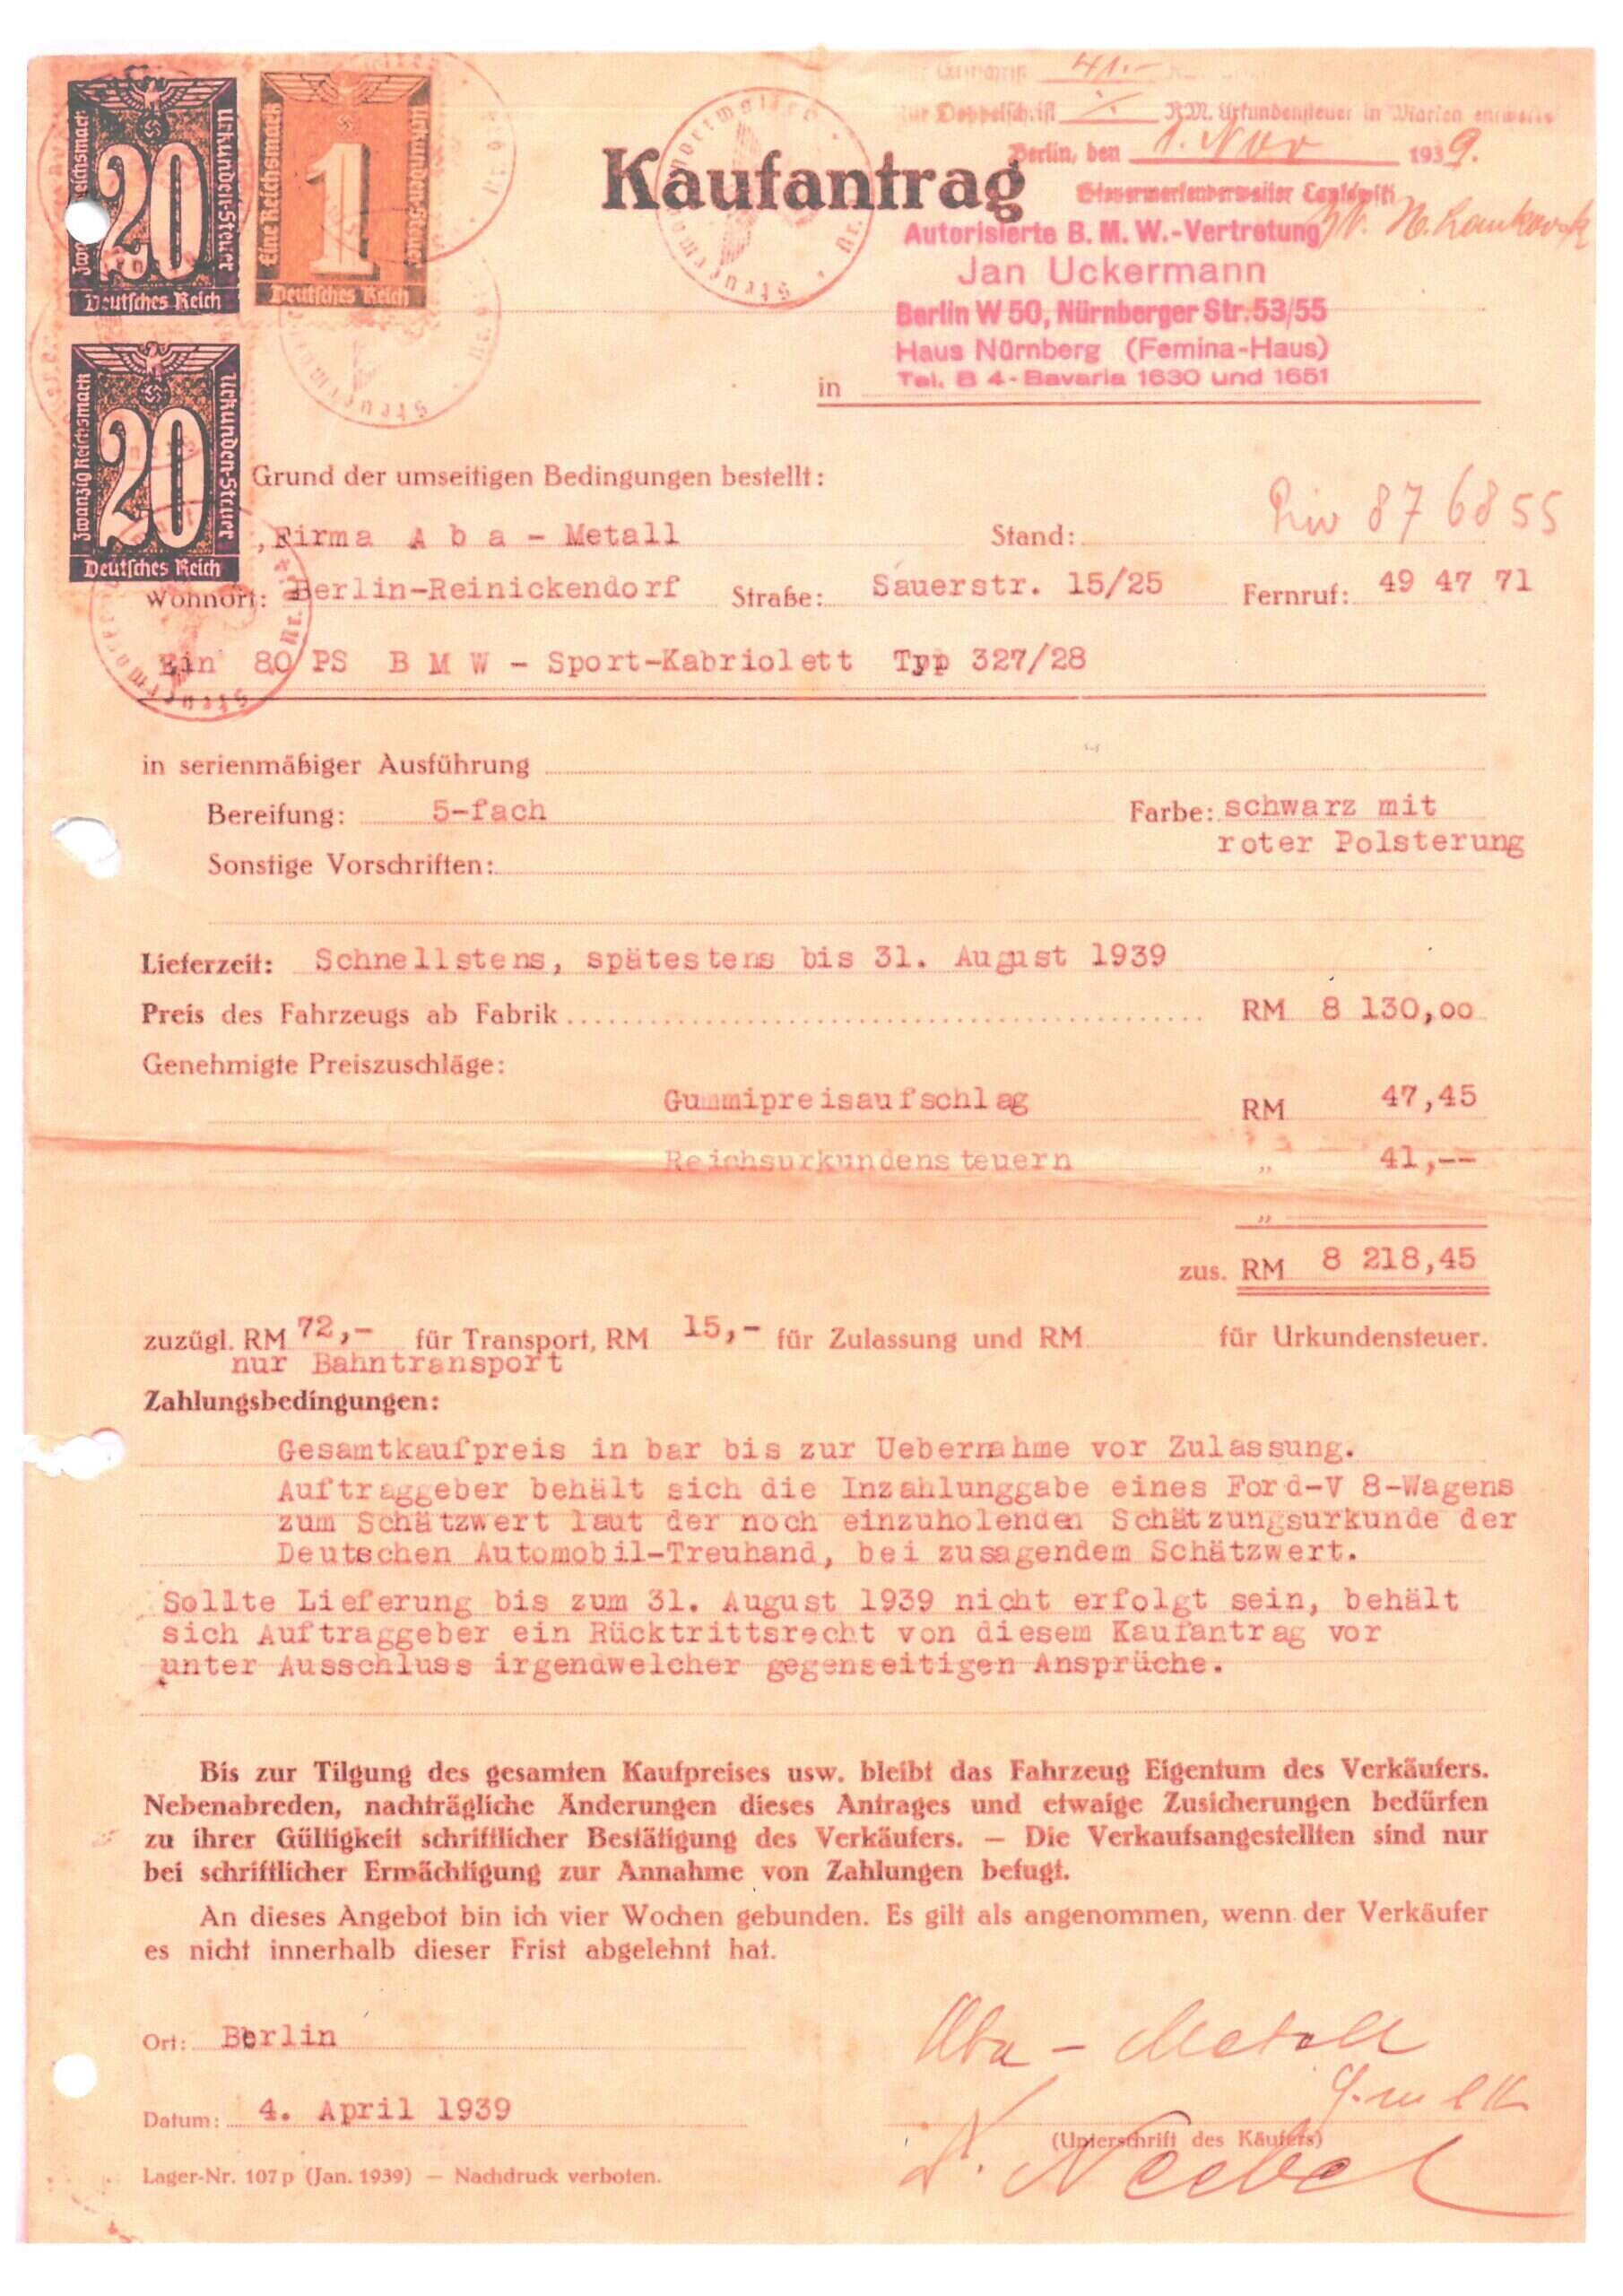 Zwanzig Reichsmark
20
Urkunden-Steuer
Deutsches Reich
Eine Reichsmark
1
Urkunden-Steuer
Deutsches Reich
Zwanzig Reichsmark
20
Urkunden-Steuer
Deutsches Reich
41.-
Doppelschrift RM. Urkundensteuer in Marken entwertet
Berlin, den 1. Nov 1939.
Steuermarkenverwalter
Kaufantrag
Autorisierte B. M. W.-Vertretung
Jan Uckermann
Berlin W 50, Nürnberger Str. 53/55
Haus Nürnberg (Femina-Haus)
in Tel. B 4-Bavaria 1630 und 1651
Grund der umseitigen Bedingungen bestellt:
Priv 87 68 55
Firma A b a - Metall Stand:
Wohnort: Berlin-Reinickendorf Straße: Sauerstr. 15/25 Fernruf: 49 47 71
Ein 80 PS B M W - Sport-Kabriolett Typ 327/28
in serienmäßiger Ausführung
Bereifung: 5-fach Farbe: schwarz mit
roter Polsterung
Sonstige Vorschriften:
Lieferzeit: Schnellstens, spätestens bis 31. August 1939
Preis des Fahrzeugs ab Fabrik RM 8 130,00
Genehmigte Preiszuschläge:
Gummipreisaufschlag RM 47,45
Reichsurkundensteuern „ 41,--
„
zus. RM 8 218,45
zuzügl. RM 72,- für Transport, RM 15,- für Zulassung und RM für Urkundensteuer.
nur Bahntransport
Zahlungsbedingungen:
Gesamtkaufpreis in bar bis zur Uebernahme vor Zulassung.
Auftraggeber behält sich die Inzahlunggabe eines Ford-V 8-Wagens
zum Schätzwert laut der noch einzuholenden Schätzungsurkunde der
Deutschen Automobil-Treuhand, bei zusagendem Schätzwert.
Sollte Lieferung bis zum 31. August 1939 nicht erfolgt sein, behält
sich Auftraggeber ein Rücktrittsrecht von diesem Kaufantrag vor
unter Ausschluss irgendwelcher gegenseitigen Ansprüche.
Bis zur Tilgung des gesamten Kaufpreises usw. bleibt das Fahrzeug Eigentum des Verkäufers.
Nebenabreden, nachträgliche Änderungen dieses Antrages und etwaige Zusicherungen bedürfen
zu ihrer Gültigkeit schriftlicher Bestätigung des Verkäufers. — Die Verkaufsangestellten sind nur
bei schriftlicher Ermächtigung zur Annahme von Zahlungen befugt.
An dieses Angebot bin ich vier Wochen gebunden. Es gilt als angenommen, wenn der Verkäufer
es nicht innerhalb dieser Frist abgelehnt hat.
Ort: Berlin
Aba - Metall
G.m.b.H.
Datum: 4. April 1939
(Unterschrift des Käufers)
Lager-Nr. 107 p (Jan. 1939) — Nachdruck verboten.